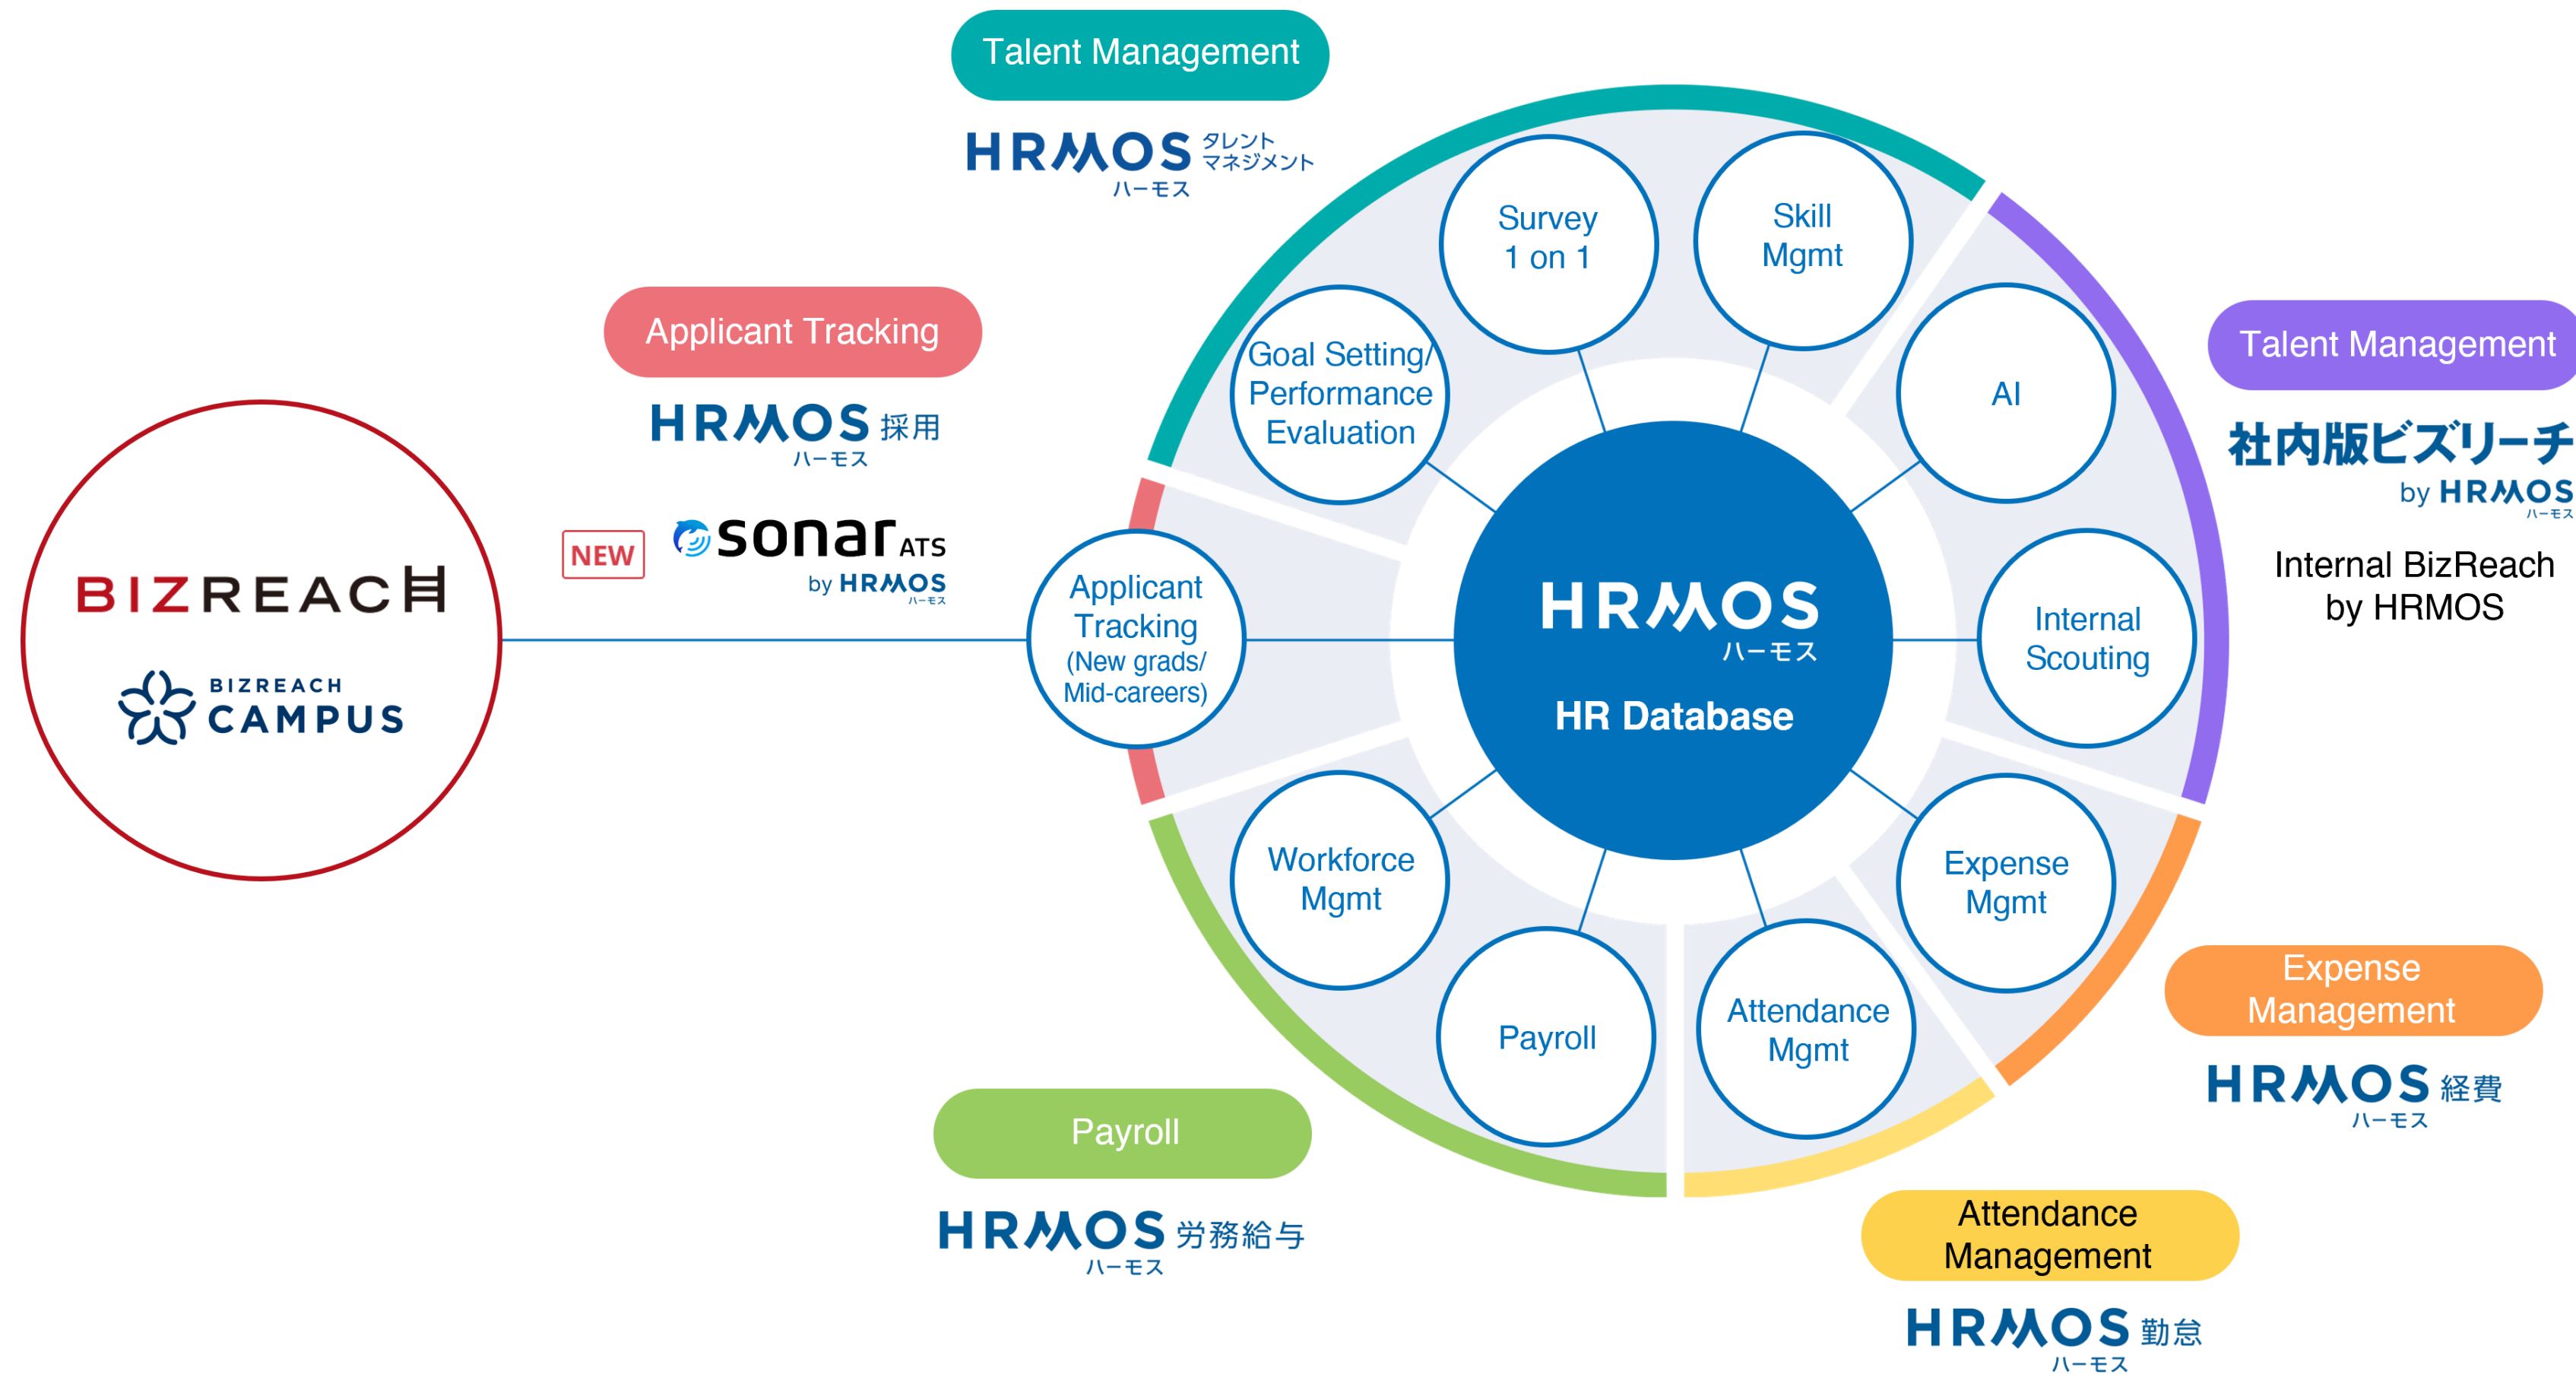 Talent Management
HRMOS タレント
マネジメント
ハーモス
Applicant Tracking
HRMOS 採用
ハーモス
NEW
sonar ATS
by HRMOS
ハーモス
BIZREACH
BIZREACH
CAMPUS
Survey
1 on 1
Skill
Mgmt
Goal Setting/
Performance
Evaluation
AI
Applicant
Tracking
(New grads/
Mid-careers)
HRMOS
ハーモス
HR Database
Internal
Scouting
Workforce
Mgmt
Payroll
Attendance
Mgmt
Expense
Mgmt
Talent Management
社内版ビズリーチ
by HRMOS
ハーモス
Internal BizReach
by HRMOS
Expense
Management
HRMOS 経費
ハーモス
Payroll
HRMOS 労務給与
ハーモス
Attendance
Management
HRMOS 勤怠
ハーモス